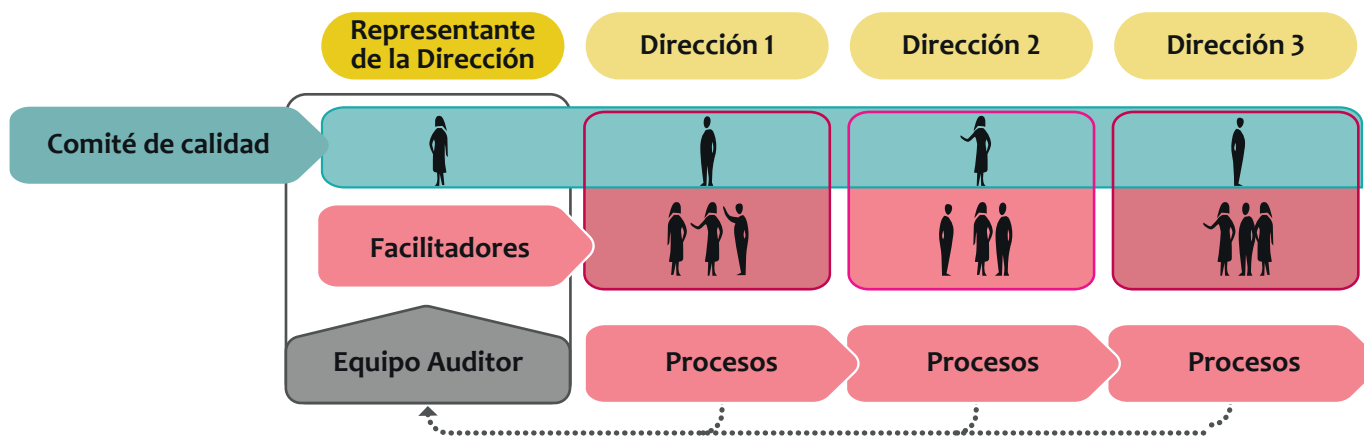 Representante
de la Dirección
Dirección 1
Dirección 2
Dirección 3
Comité de calidad
Facilitadores
Equipo Auditor
Procesos
Procesos
Procesos